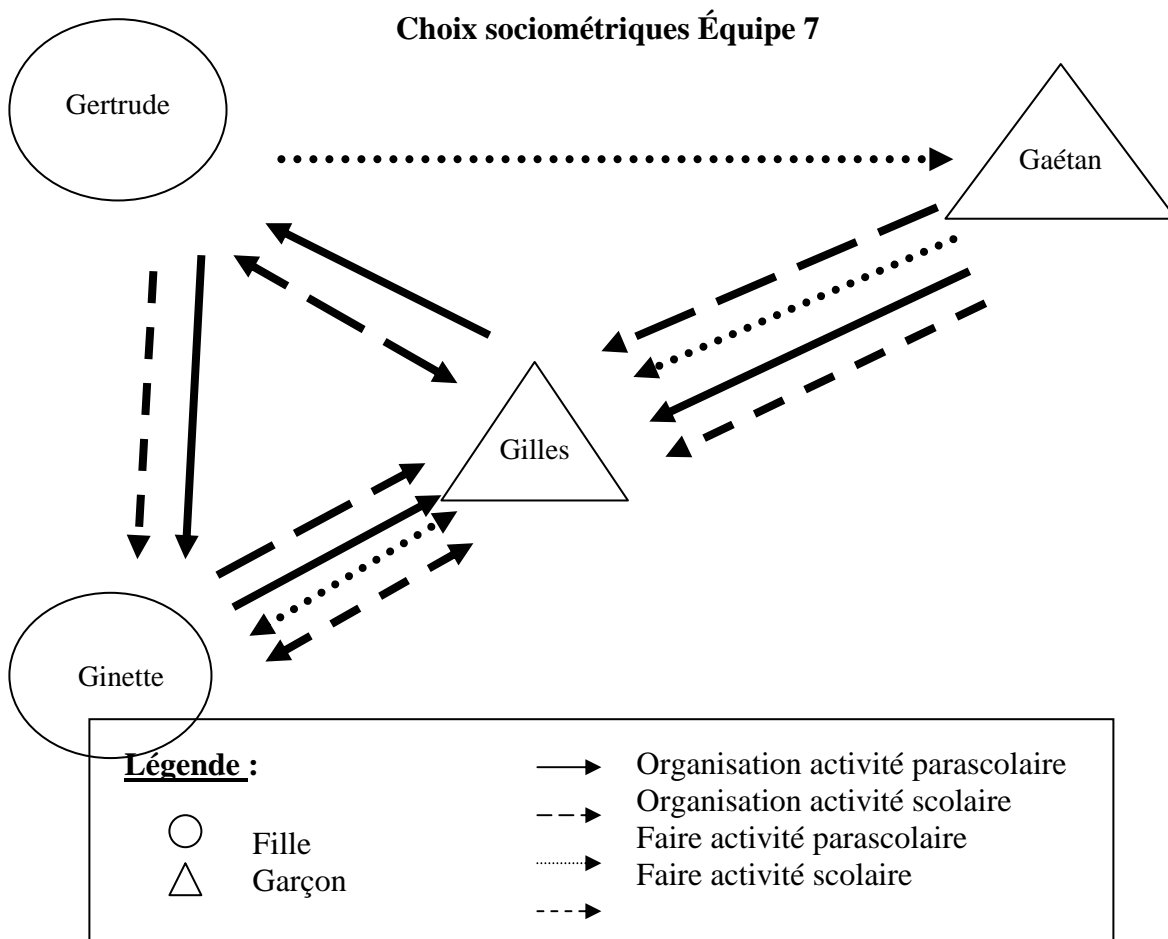 Choix sociométriques Équipe 7
Gertrude
Gaétan
Gilles
Ginette
Légende :
Fille
Garçon
Organisation activité parascolaire
Organisation activité scolaire
Faire activité parascolaire
Faire activité scolaire